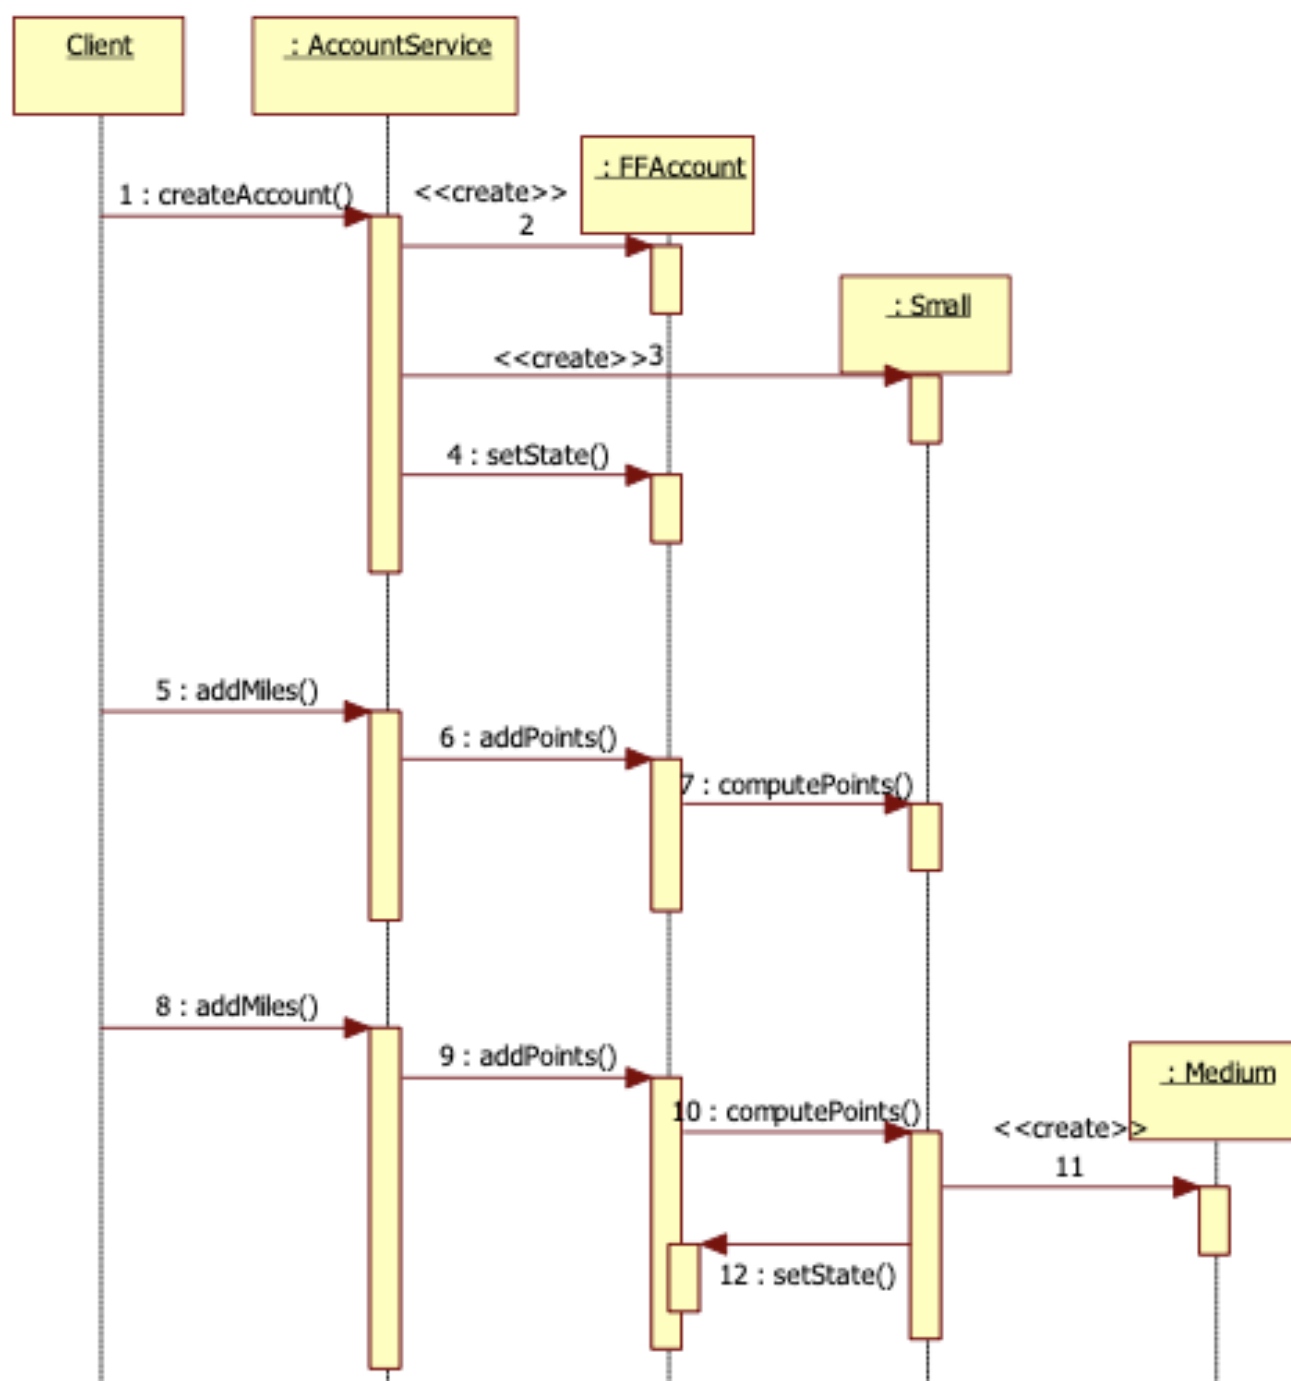 Client
: AccountService
: FFAccount
1 : createAccount()
<<create>>
2
: Small
<<create>>3
4 : setState()
5 : addMiles()
6 : addPoints()
7 : computePoints()
8 : addMiles()
9 : addPoints()
: Medium
10 : computePoints()
<<create>>
11
12 : setState()